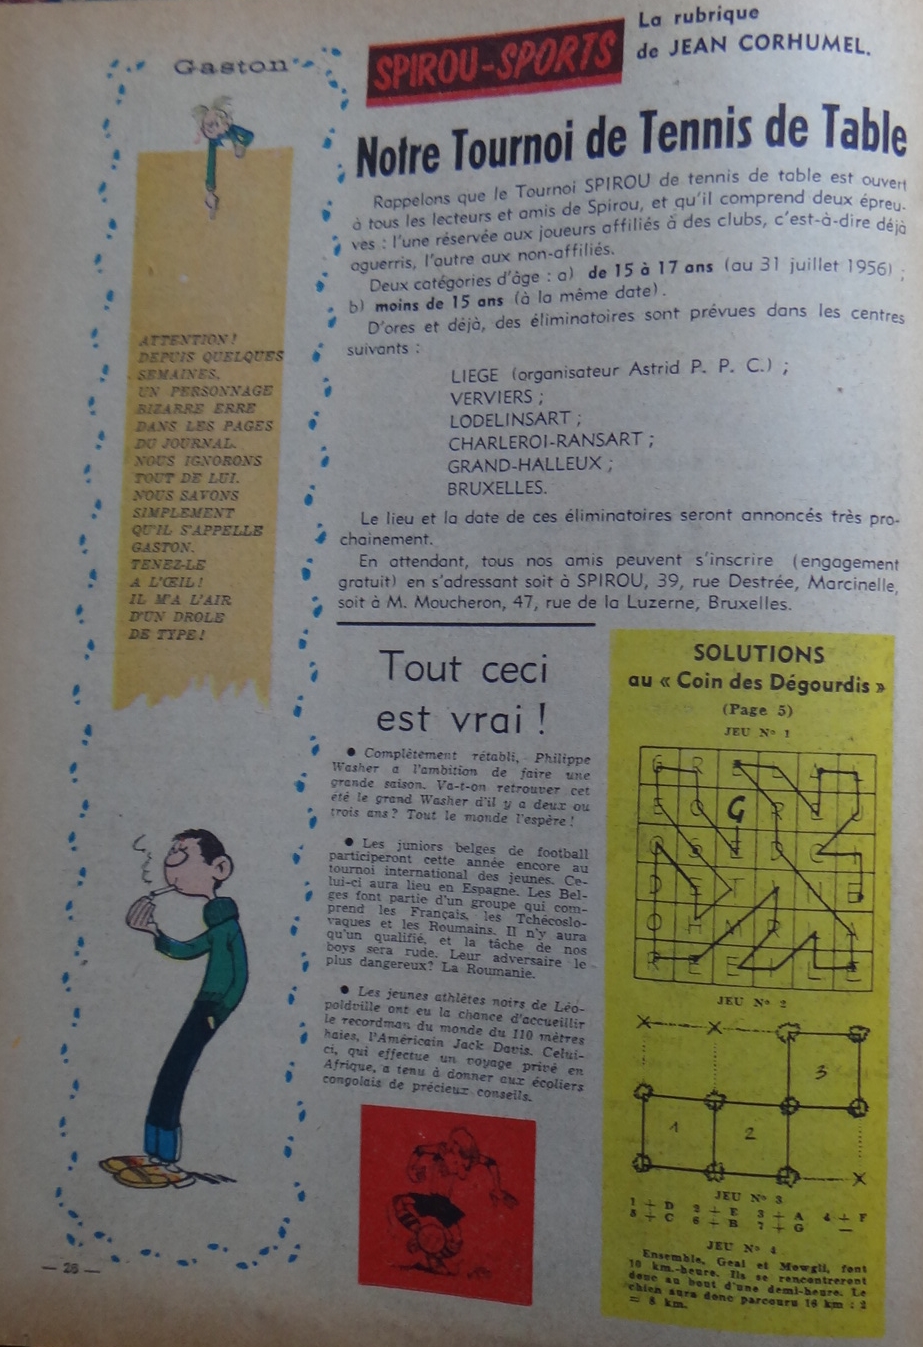 Gaston
ATTENTION!
DEPUIS QUELQUES
SEMAINES,
UN PERSONNAGE
BIZARRE ERRE
DANS LES PAGES
DU JOURNAL.
NOUS IGNORONS
TOUT DE LUI.
NOUS SAVONS
SIMPLEMENT
QU'IL S'APPELLE
GASTON.
TENEZ-LE
A L'ŒIL!
IL M'A L'AIR
D'UN DROLE
DE TYPE!
— 28 —
SPIROU-SPORTS
La rubrique
de JEAN CORHUMEL.
Notre Tournoi de Tennis de Table
Rappelons que le Tournoi SPIROU de tennis de table est ouvert
à tous les lecteurs et amis de Spirou, et qu'il comprend deux épreu-
ves : l'une réservée aux joueurs affiliés à des clubs, c'est-à-dire déjà
aguerris, l'autre aux non-affiliés.
Deux catégories d'âge : a) de 15 à 17 ans (au 31 juillet 1956) ;
b) moins de 15 ans (à la même date).
D'ores et déjà, des éliminatoires sont prévues dans les centres
suivants :
LIEGE (organisateur Astrid P. P. C.) ;
VERVIERS ;
LODELINSART ;
CHARLEROI-RANSART ;
GRAND-HALLEUX ;
BRUXELLES.
Le lieu et la date de ces éliminatoires seront annoncés très pro-
chainement.
En attendant, tous nos amis peuvent s'inscrire (engagement
gratuit) en s'adressant soit à SPIROU, 39, rue Destrée, Marcinelle,
soit à M. Moucheron, 47, rue de la Luzerne, Bruxelles.
Tout ceci
est vrai !
● Complètement rétabli, Philippe
Washer a l'ambition de faire une
grande saison. Va-t-on retrouver cet
été le grand Washer d'il y a deux ou
trois ans? Tout le monde l'espère!
● Les juniors belges de football
participeront cette année encore au
tournoi international des jeunes. Ce-
lui-ci aura lieu en Espagne. Les Bel-
ges font partie d'un groupe qui com-
prend les Français, les Tchécoslo-
vaques et les Roumains. Il n'y aura
qu'un qualifié, et la tâche de nos
boys sera rude. Leur adversaire le
plus dangereux? La Roumanie.
● Les jeunes athlètes noirs de Léo-
poldville ont eu la chance d'accueillir
le recordman du monde du 110 mètres
haies, l'Américain Jack Davis. Celui-
ci, qui effectue un voyage privé en
Afrique, a tenu à donner aux écoliers
congolais de précieux conseils.
SOLUTIONS
au « Coin des Dégourdis »
(Page 5)
JEU N° 1
G
JEU N° 2
3
1 2
JEU N° 3
1 + D 2 + E 3 + A 4 + F
5 + C 6 + B 7 + G —
JEU N° 4
Ensemble, Geal et Mowgli, font
10 km.-heure. Ils se rencontreront
donc au bout d'une demi-heure. Le
chien aura donc parcouru 16 km : 2
= 8 km.